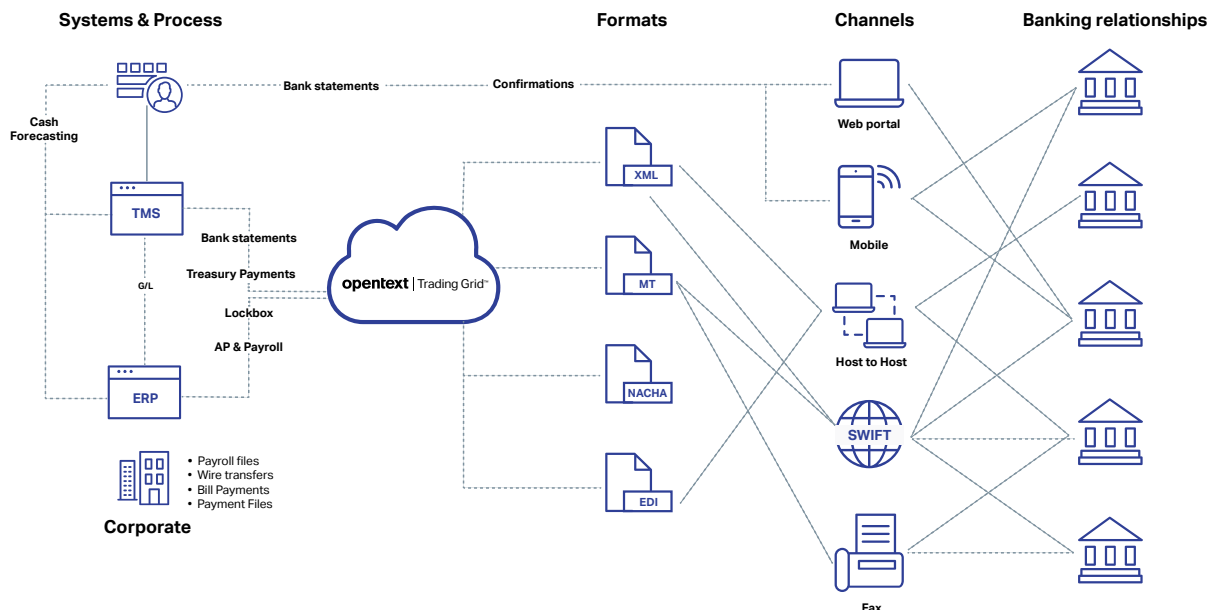 Systems & Process
Formats
Channels
Banking relationships
Bank statements
Confirmations
Cash
Forecasting
Web portal
XML
TMS
Mobile
Bank statements
G/L
Treasury Payments
opentext | Trading Grid™
MT
Lockbox
AP & Payroll
Host to Host
ERP
NACHA
SWIFT
• Payroll files
• Wire transfers
• Bill Payments
• Payment Files
EDI
Corporate
Fax